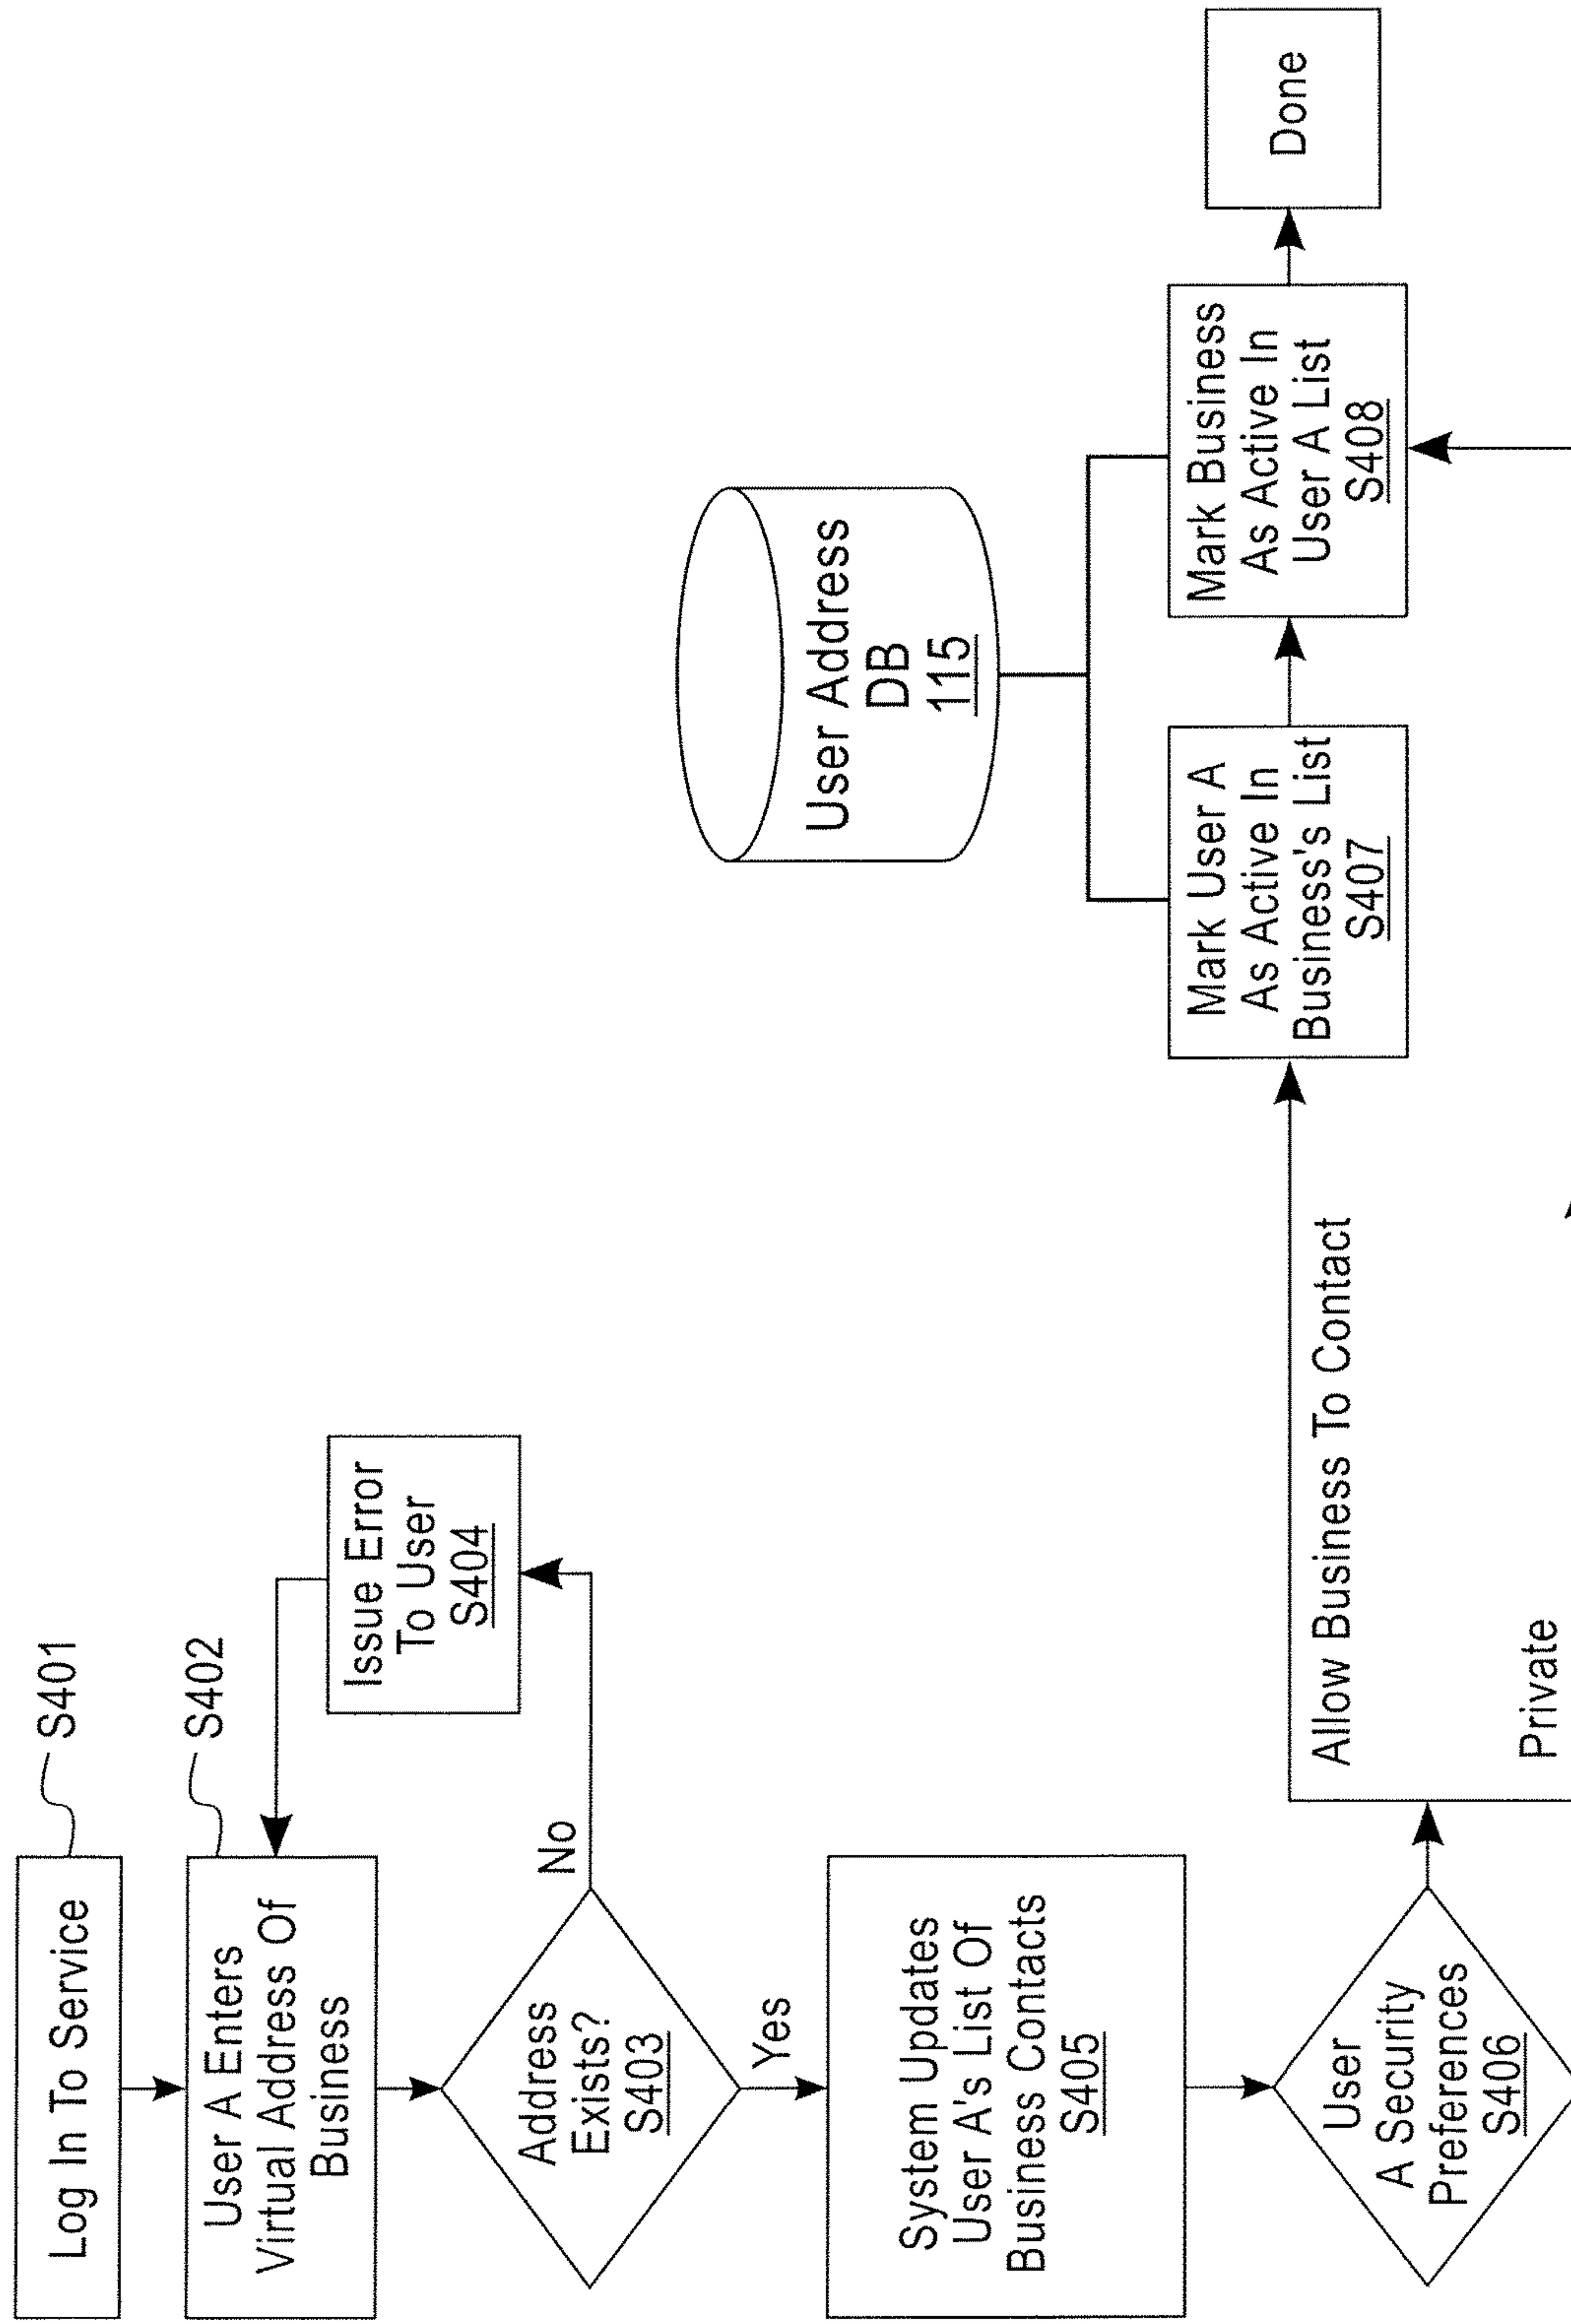 Log In To Service
S401
User A Enters
Virtual Address Of
Business
S402
Address
Exists?
S403
No
Issue Error
To User
S404
Yes
System Updates
User A's List Of
Business Contacts
S405
User
A Security
Preferences
S406
Allow Business To Contact
Private
Mark User A
As Active In
Business's List
S407
User Address
DB
115
Mark Business
As Active In
User A List
S408
Done